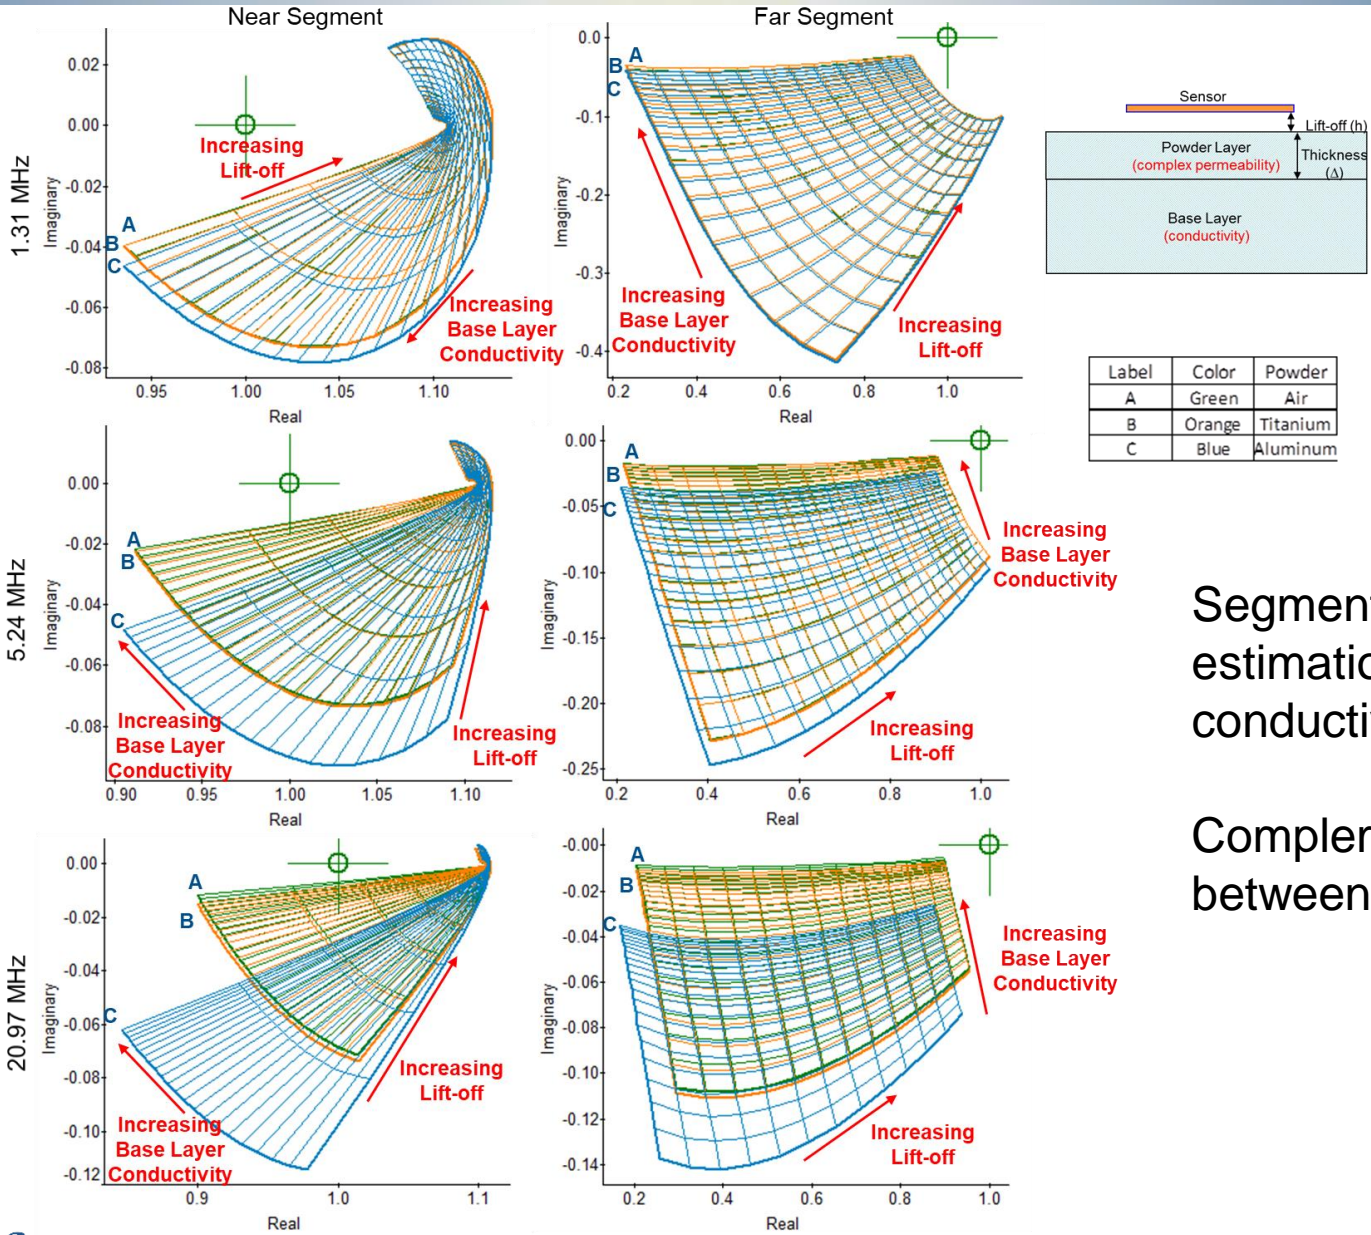 Near Segment
Far Segment
1.31 MHz
Imaginary
0.02
0.00
-0.02
-0.04
-0.06
-0.08
Increasing
Lift-off
A
B
C
Increasing
Base Layer
Conductivity
0.95
1.00
1.05
1.10
Real
Imaginary
0.0
-0.1
-0.2
-0.3
-0.4
A
B
C
Increasing
Base Layer
Conductivity
Increasing
Lift-off
0.2
0.4
0.6
0.8
1.0
Real
Sensor
Lift-off (h)
Powder Layer
(complex permeability)
Thickness
(Δ)
Base Layer
(conductivity)
Label Color Powder
A Green Air
B Orange Titanium
C Blue Aluminum
5.24 MHz
Imaginary
0.00
-0.02
-0.04
-0.06
-0.08
A
B
C
Increasing
Base Layer
Conductivity
Increasing
Lift-off
0.90
0.95
1.00
1.05
1.10
Real
Imaginary
0.00
-0.05
-0.10
-0.15
-0.20
-0.25
A
B
C
Increasing
Base Layer
Conductivity
Increasing
Lift-off
0.2
0.4
0.6
0.8
1.0
Real
Segment
estimatic
conducti
Complen
between
20.97 MHz
Imaginary
0.00
-0.02
-0.04
-0.06
-0.08
-0.10
-0.12
A
B
C
Increasing
Base Layer
Conductivity
Increasing
Lift-off
0.9
1.0
1.1
Real
Imaginary
-0.00
-0.02
-0.04
-0.06
-0.08
-0.10
-0.12
-0.14
A
B
C
Increasing
Base Layer
Conductivity
Increasing
Lift-off
0.2
0.4
0.6
0.8
1.0
Real